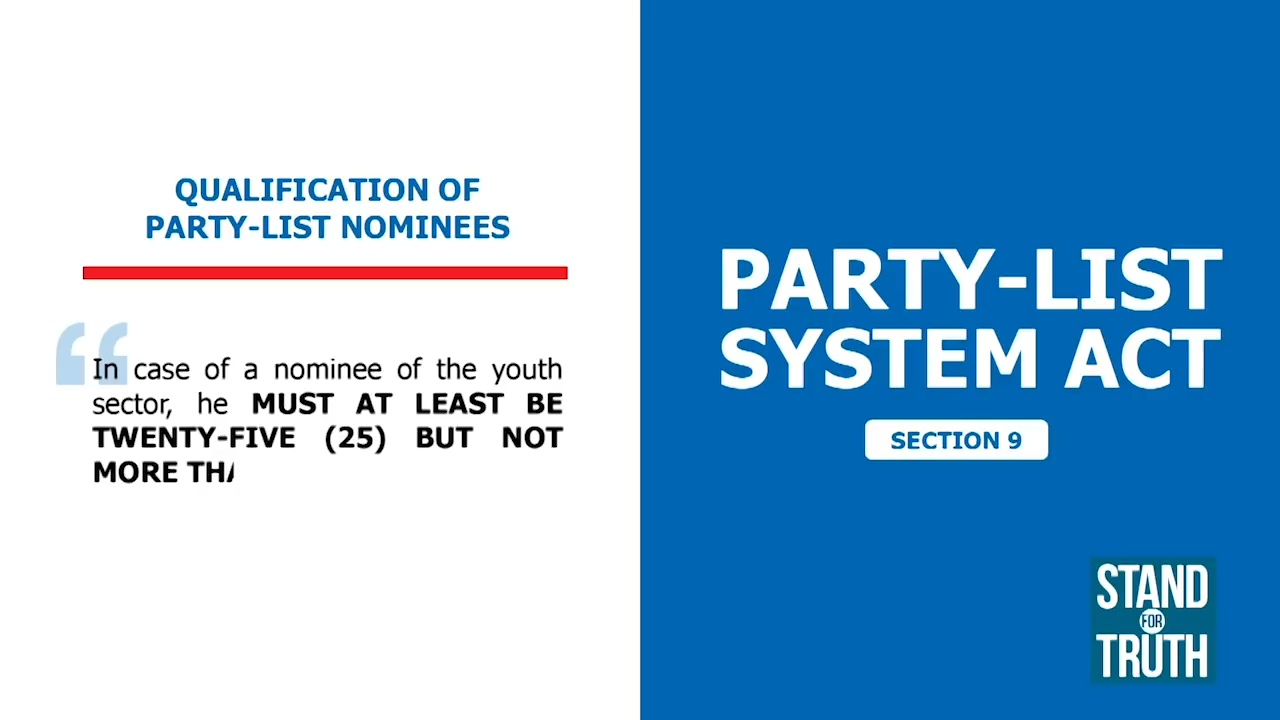 QUALIFICATION OF
PARTY-LIST NOMINEES
“
In case of a nominee of the youth
sector, he MUST AT LEAST BE
TWENTY-FIVE (25) BUT NOT
MORE
PARTY-LIST
SYSTEM ACT
SECTION 9
STAND
FOR
TRUTH